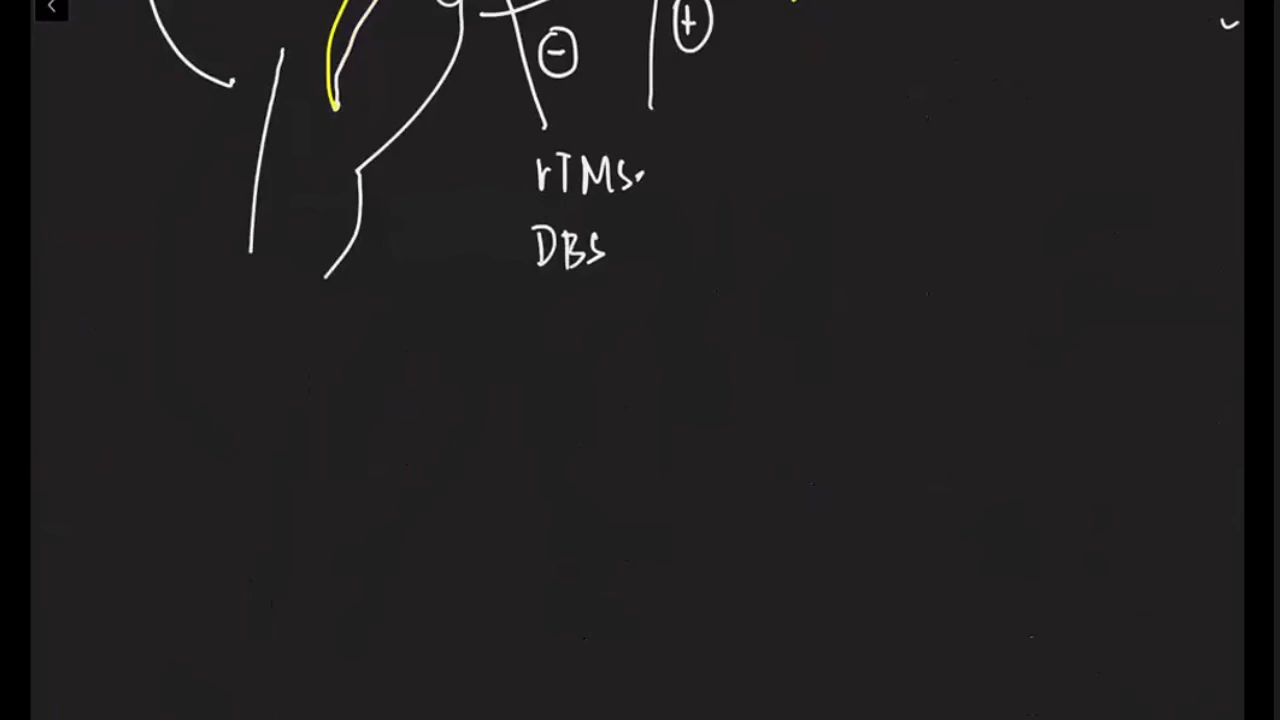 ⊖ ⊕
rTMS.
DBS